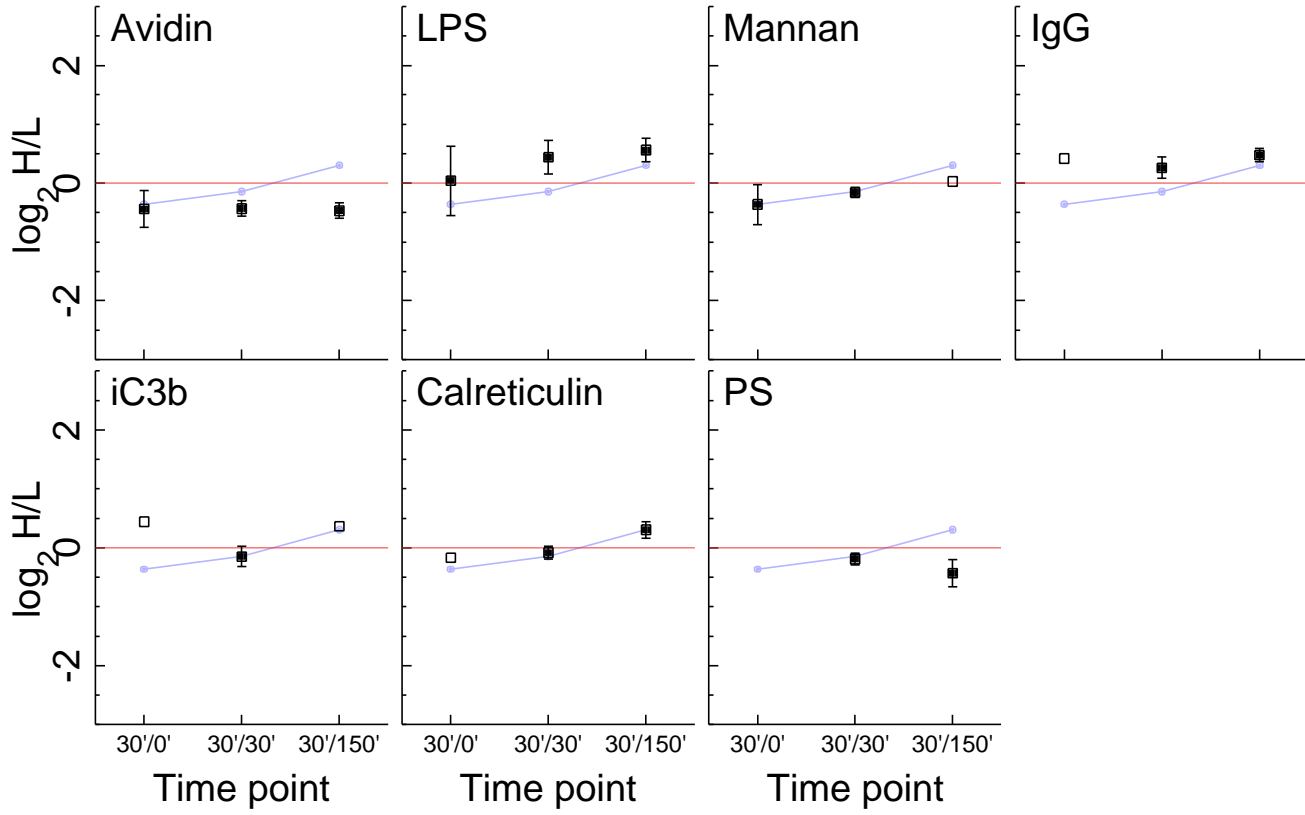 Avidin
LPS
Mannan
IgG
log2 H/L
2
0
-2
iC3b
Calreticulin
PS
log2 H/L
2
0
-2
30'/0' 30'/30' 30'/150'
30'/0' 30'/30' 30'/150'
30'/0' 30'/30' 30'/150'
Time point
Time point
Time point